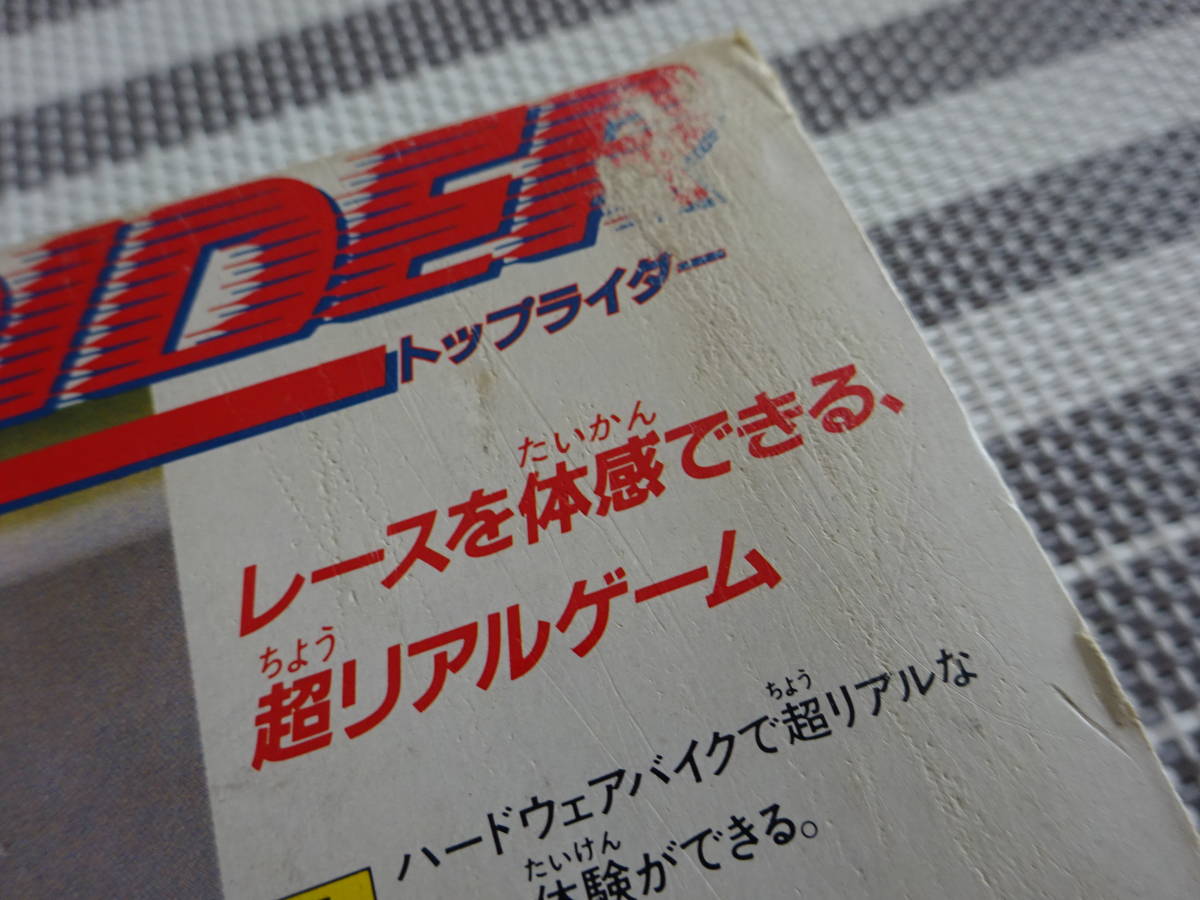 IDER
トップライダー
たいかん
レースを体感できる、
ちょう
超リアルゲーム
ちょう
ハードウェアバイクで超リアルな
たいけん
体験ができる。